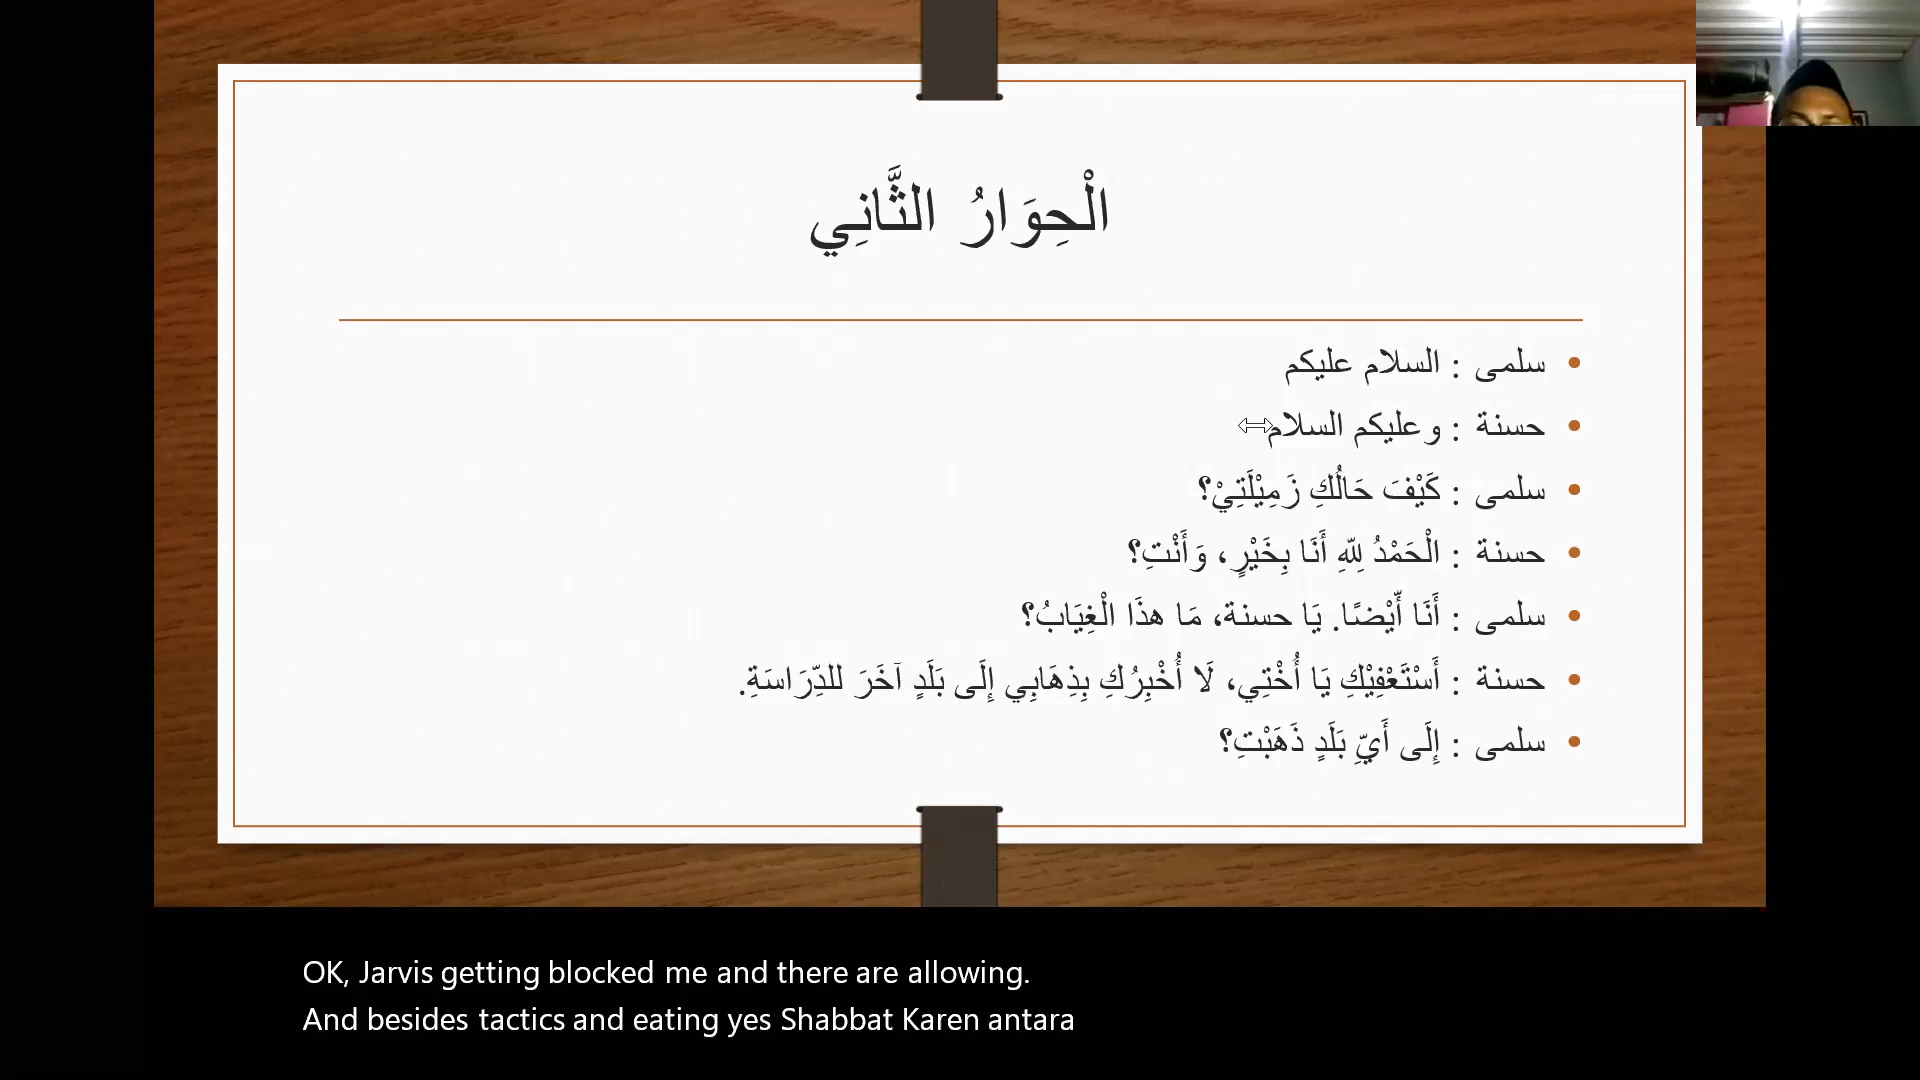 الْحِوَارُ الثَّانِي
• سلمى : السلام عليكم
• حسنة : وعليكم السلام
• سلمى : كَيْفَ حَالُكِ زَمِيْلَتِيْ؟
• حسنة : الْحَمْدُ لِلّٰهِ أَنَا بِخَيْرٍ، وَأَنْتِ؟
• سلمى : أَنَا أَيْضًا. يَا حسنة، مَا هذَا الْغِيَابُ؟
• حسنة : أَسْتَعْفِيْكِ يَا أُخْتِي، لَا أُخْبِرُكِ بِذِهَابِي إِلَى بَلَدٍ آخَرَ للدِّرَاسَةِ.
• سلمى : إِلَى أَيِّ بَلَدٍ ذَهَبْتِ؟
OK, Jarvis getting blocked me and there are allowing.
And besides tactics and eating yes Shabbat Karen antara